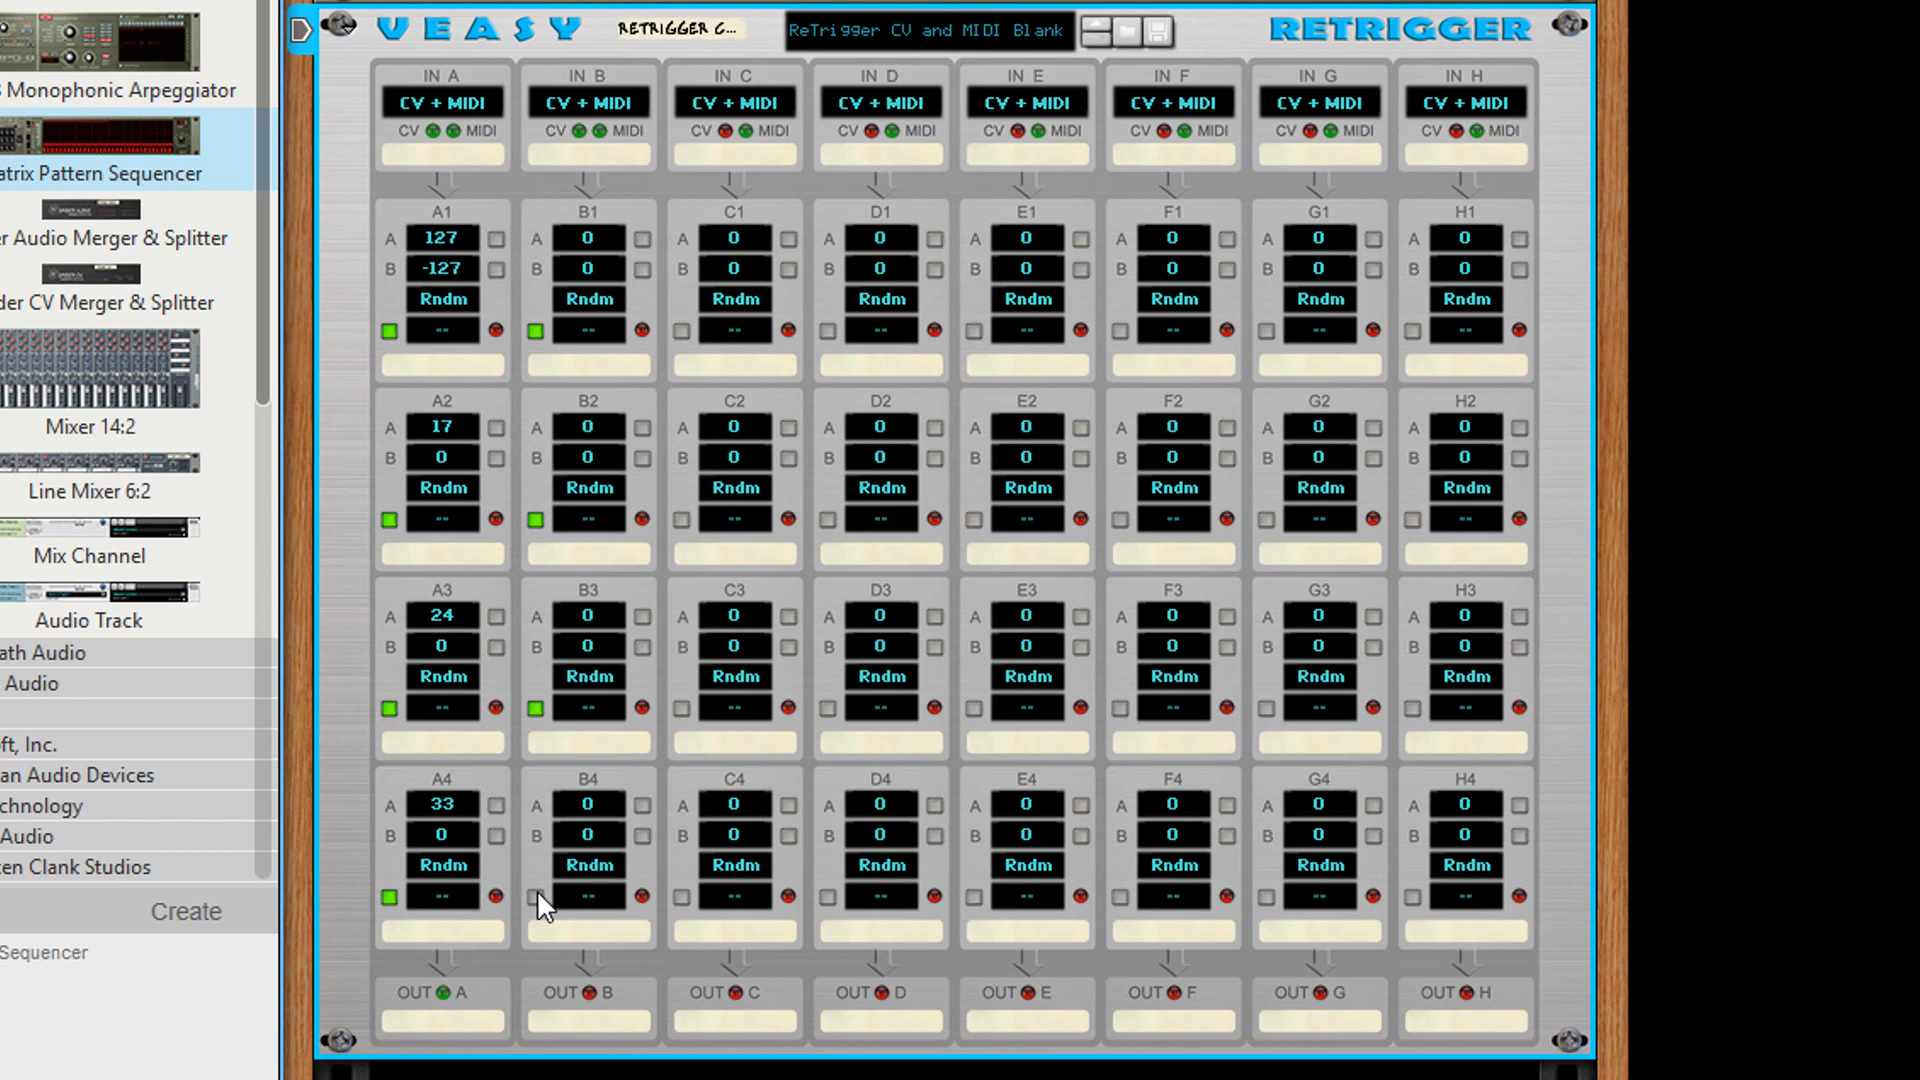 VEASY RETRIGGER C... ReTrigger CV and MIDI Blank RETRIGGER
Monophonic Arpeggiator
atrix Pattern Sequencer
er Audio Merger & Splitter
der CV Merger & Splitter
Mixer 14:2
Line Mixer 6:2
Mix Channel
Audio Track
ath Audio
Audio
ft, Inc.
an Audio Devices
chnology
Audio
ten Clank Studios
Create
Sequencer
IN A IN B IN C IN D IN E IN F IN G IN H
CV + MIDI CV + MIDI CV + MIDI CV + MIDI CV + MIDI CV + MIDI CV + MIDI CV + MIDI
CV MIDI CV MIDI CV MIDI CV MIDI CV MIDI CV MIDI CV MIDI CV MIDI
A1 B1 C1 D1 E1 F1 G1 H1
A 127 A 0 A 0 A 0 A 0 A 0 A 0 A 0
B -127 B 0 B 0 B 0 B 0 B 0 B 0 B 0
Rndm Rndm Rndm Rndm Rndm Rndm Rndm Rndm
-- -- -- -- -- -- -- --
A2 B2 C2 D2 E2 F2 G2 H2
A 17 A 0 A 0 A 0 A 0 A 0 A 0 A 0
B 0 B 0 B 0 B 0 B 0 B 0 B 0 B 0
Rndm Rndm Rndm Rndm Rndm Rndm Rndm Rndm
-- -- -- -- -- -- -- --
A3 B3 C3 D3 E3 F3 G3 H3
A 24 A 0 A 0 A 0 A 0 A 0 A 0 A 0
B 0 B 0 B 0 B 0 B 0 B 0 B 0 B 0
Rndm Rndm Rndm Rndm Rndm Rndm Rndm Rndm
-- -- -- -- -- -- -- --
A4 B4 C4 D4 E4 F4 G4 H4
A 33 A 0 A 0 A 0 A 0 A 0 A 0 A 0
B 0 B 0 B 0 B 0 B 0 B 0 B 0 B 0
Rndm Rndm Rndm Rndm Rndm Rndm Rndm Rndm
-- -- -- -- -- -- -- --
OUT A OUT B OUT C OUT D OUT E OUT F OUT G OUT H